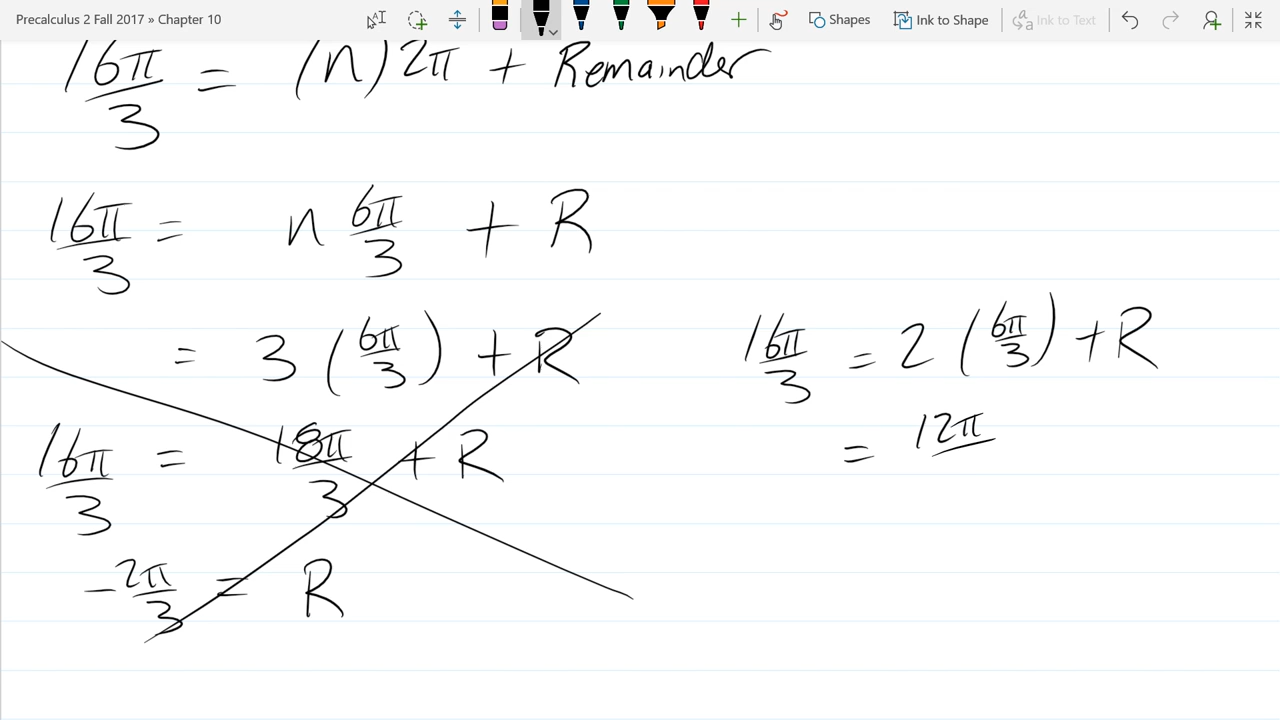 Precalculus 2 Fall 2017 » Chapter 10
Shapes Ink to Shape Ink to Text
16π/3 = (n)2π + Remainder
16π/3 = n 6π/3 + R
= 3(6π/3) + R
16π/3 = 18π/3 + R
-2π/3 = R
16π/3 = 2(6π/3) + R
= 12π